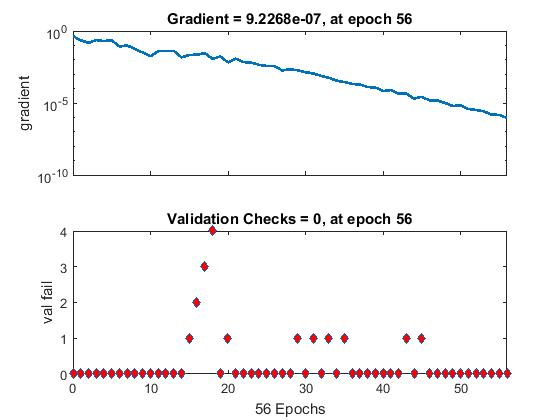 Gradient = 9.2268e-07, at epoch 56
10^0
10^-5
10^-10
gradient
Validation Checks = 0, at epoch 56
4
3
2
1
0
val fail
0 10 20 30 40 50
56 Epochs